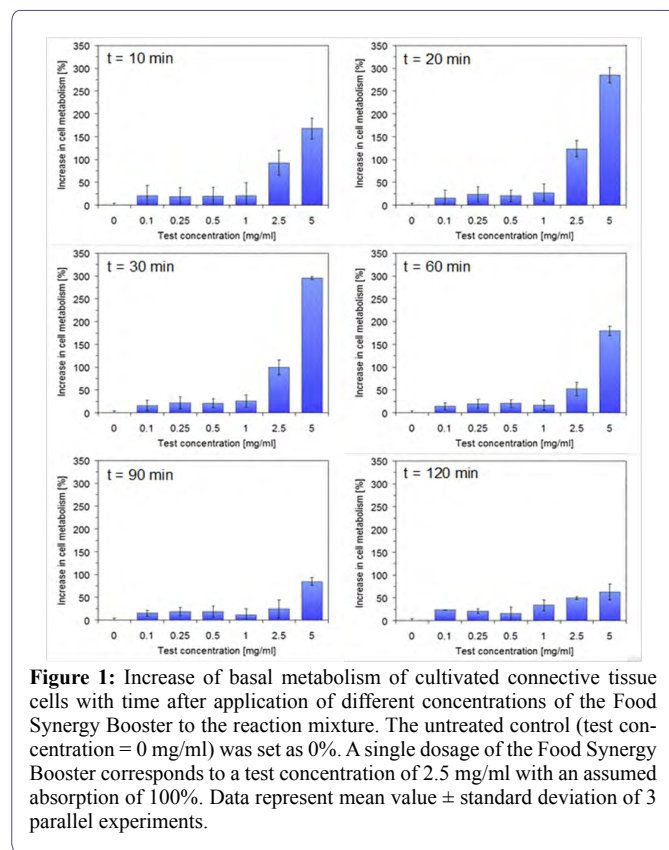 t = 10 min
Increase in cell metabolism [%]
350
300
250
200
150
100
50
0
0 0.1 0.25 0.5 1 2.5 5
Test concentration [mg/ml]
t = 20 min
Increase in cell metabolism [%]
350
300
250
200
150
100
50
0
0 0.1 0.25 0.5 1 2.5 5
Test concentration [mg/ml]
t = 30 min
Increase in cell metabolism [%]
350
300
250
200
150
100
50
0
0 0.1 0.25 0.5 1 2.5 5
Test concentration [mg/ml]
t = 60 min
Increase in cell metabolism [%]
350
300
250
200
150
100
50
0
0 0.1 0.25 0.5 1 2.5 5
Test concentration [mg/ml]
t = 90 min
Increase in cell metabolism [%]
350
300
250
200
150
100
50
0
0 0.1 0.25 0.5 1 2.5 5
Test concentration [mg/ml]
t = 120 min
Increase in cell metabolism [%]
350
300
250
200
150
100
50
0
0 0.1 0.25 0.5 1 2.5 5
Test concentration [mg/ml]
Figure 1: Increase of basal metabolism of cultivated connective tissue
cells with time after application of different concentrations of the Food
Synergy Booster to the reaction mixture. The untreated control (test con-
centration = 0 mg/ml) was set as 0%. A single dosage of the Food Synergy
Booster corresponds to a test concentration of 2.5 mg/ml with an assumed
absorption of 100%. Data represent mean value ± standard deviation of 3
parallel experiments.